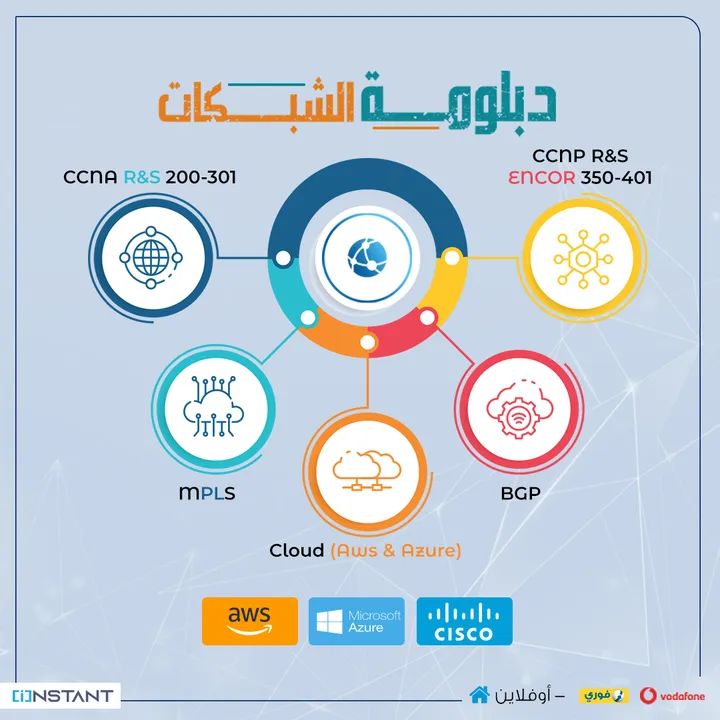 دبلومة الشبكات
CCNP R&S
ENCOR 350-401
CCNA R&S 200-301
MPLS
BGP
Cloud (Aws & Azure)
aws
Microsoft
Azure
CISCO
INSTANT
أوفلاين –
فوري
vodafone